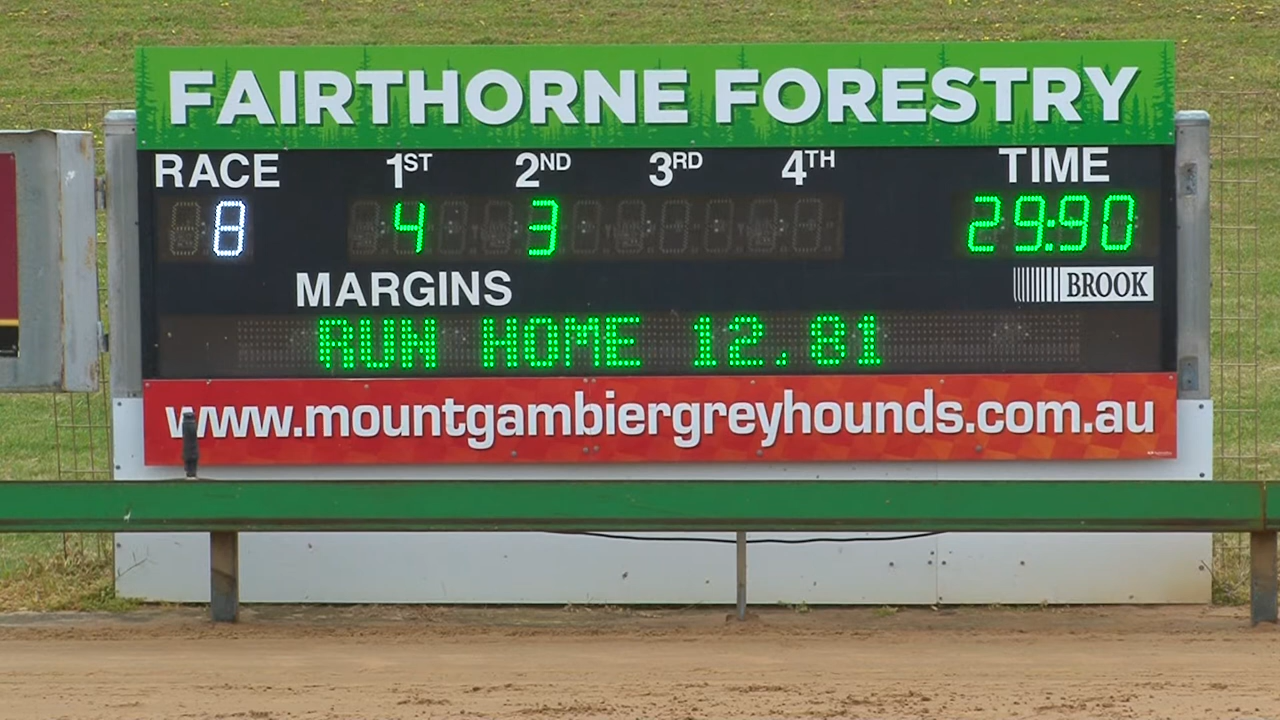 FAIRTHORNE FORESTRY
RACE 1ST 2ND 3RD 4TH TIME
8 4 3 29:90
MARGINS
BROOK
RUN HOME 12.81
www.mountgambiergreyhounds.com.au